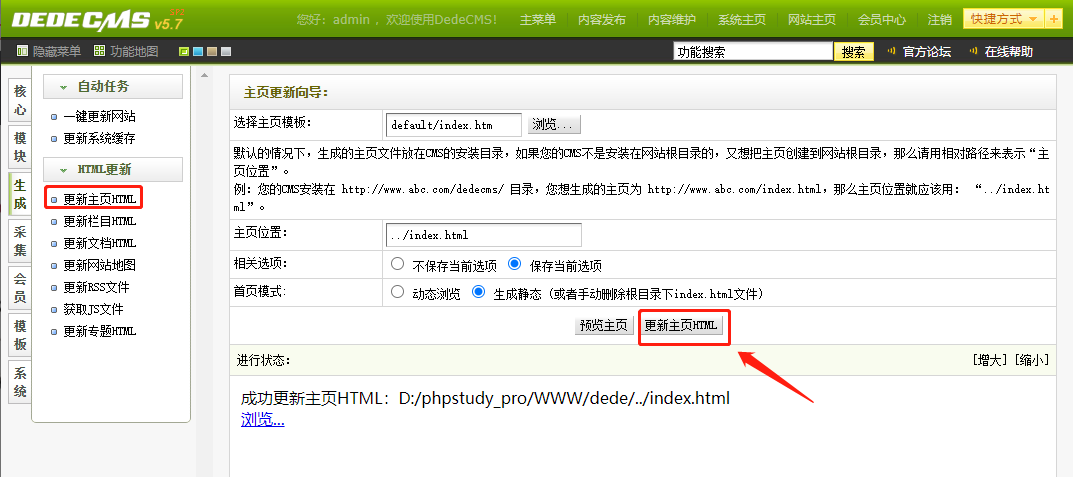 DEDECMS v5.7 SP2
您好：admin ，欢迎使用DedeCMS！ 主菜单 内容发布 内容维护 系统主页 网站主页 会员中心 注销 快捷方式 +
隐藏菜单 功能地图 功能搜索 搜索 官方论坛 在线帮助
核心
模块
生成
采集
会员
模板
系统
自动任务
一键更新网站
更新系统缓存
HTML更新
更新主页HTML
更新栏目HTML
更新文档HTML
更新网站地图
更新RSS文件
获取JS文件
更新专题HTML
主页更新向导：
选择主页模板： default/index.htm 浏览...
默认的情况下，生成的主页文件放在CMS的安装目录，如果您的CMS不是安装在网站根目录的，又想把主页创建到网站根目录，那么请用相对路径来表示“主
页位置”。
例：您的CMS安装在 http://www.abc.com/dedecms/ 目录，您想生成的主页为 http://www.abc.com/index.html，那么主页位置就应该用： “../index.ht
ml”。
主页位置： ../index.html
相关选项： 不保存当前选项 保存当前选项
首页模式: 动态浏览 生成静态 (或者手动删除根目录下index.html文件)
预览主页 更新主页HTML
进行状态： [增大] [缩小]
成功更新主页HTML：D:/phpstudy_pro/WWW/dede/../index.html
浏览...